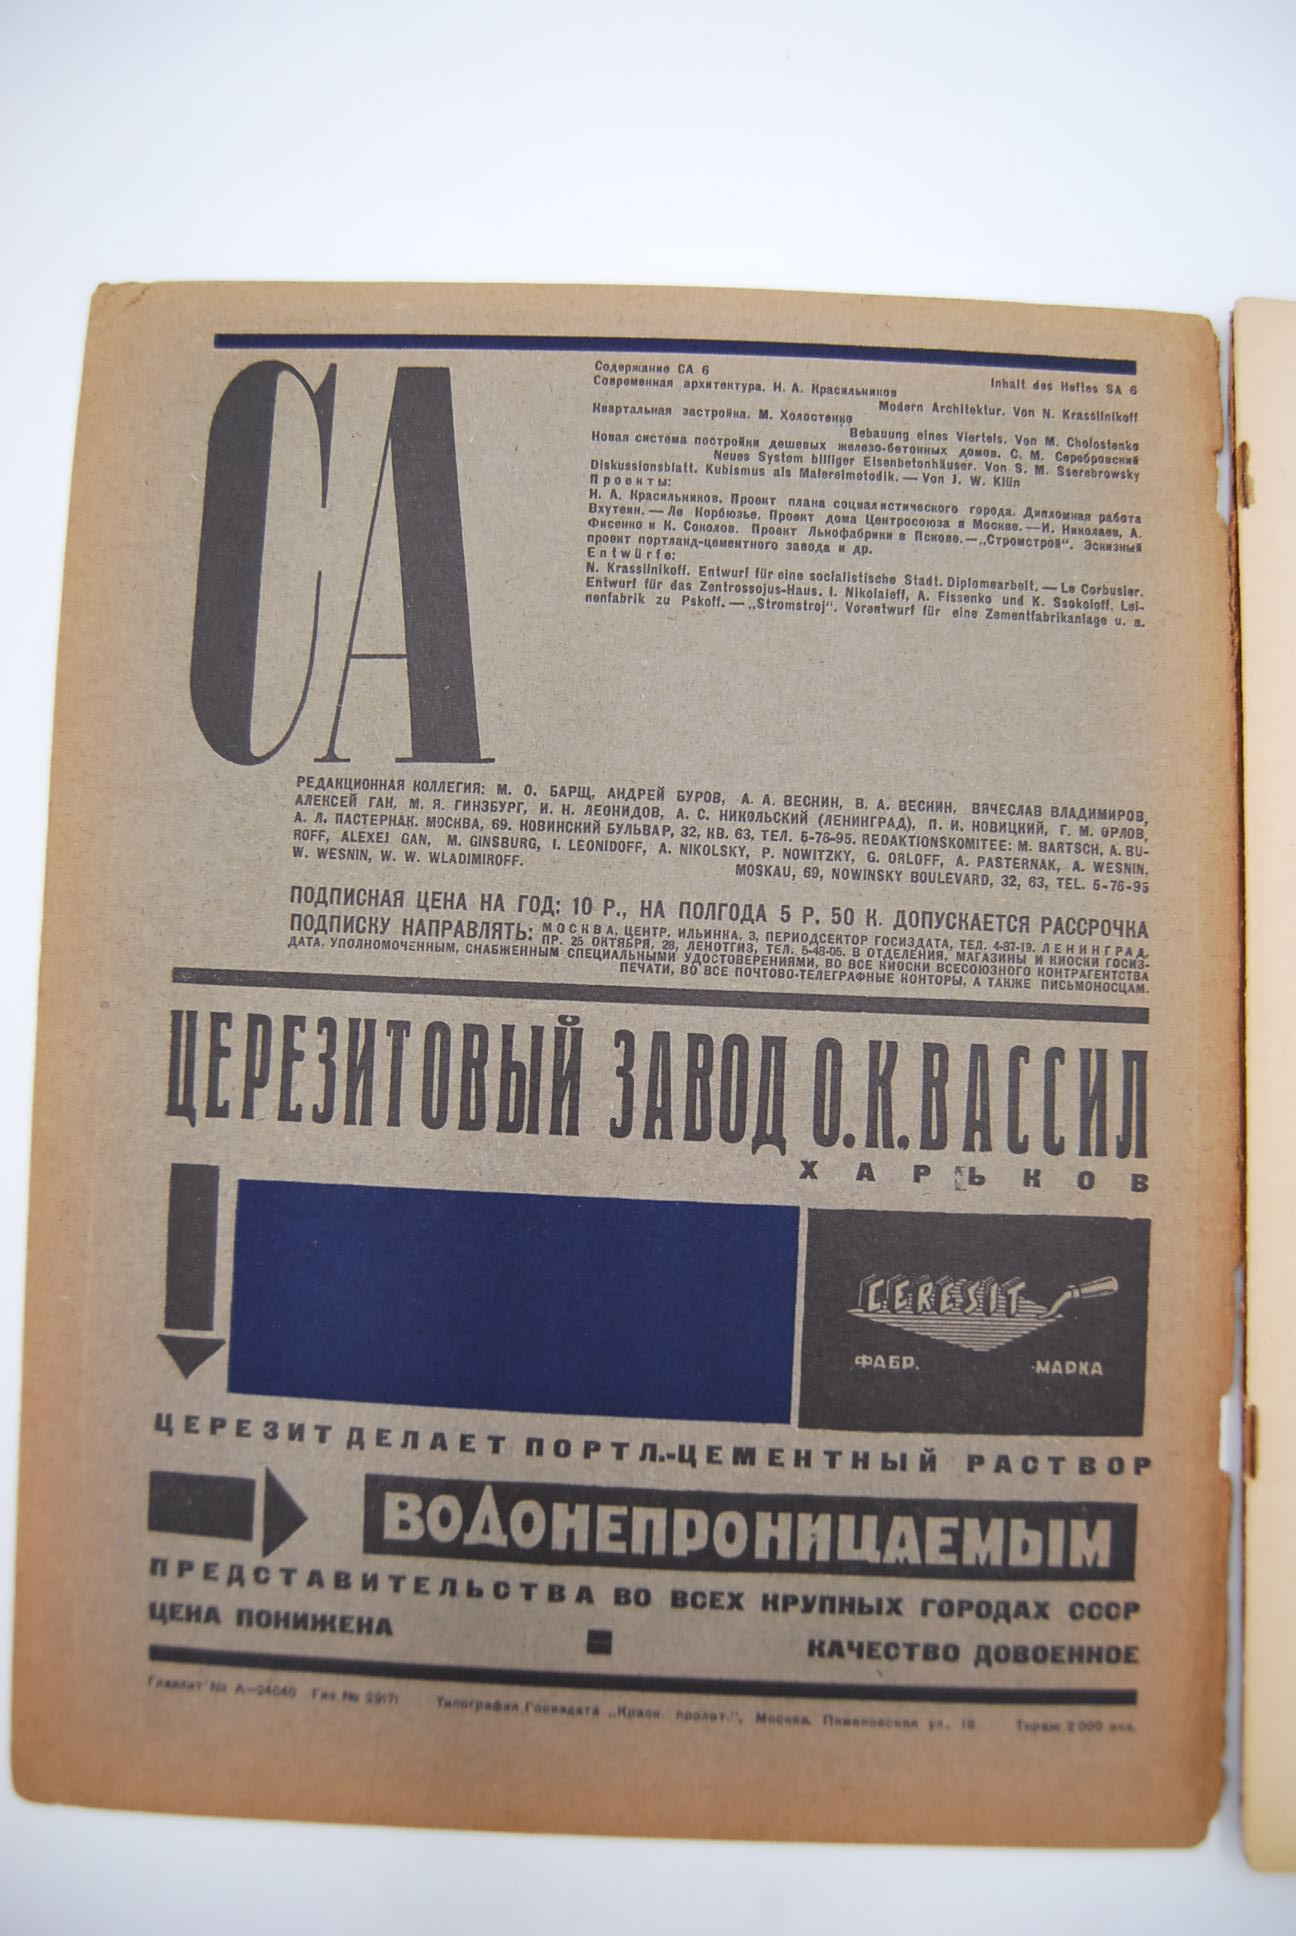 СА
Содержание СА 6
Inhalt des Heftes SA 6
Современная архитектура. Н. А. Красильников
Modern Architektur. Von N. Krassilnikoff
Квартальная застройка. М. Холостенко
Bebauung eines Viertels. Von M. Cholostenko
Новая система постройки дешевых железо-бетонных домов. С. М. Серебровский
Neues System billiger Eisenbetonhäuser. Von S. M. Sserebrowsky
Diskussionsblatt. Kubismus als Malereimetodik. — Von J. W. Klün
Проекты:
Н. А. Красильников. Проект плана социалистического города. Дипломная работа
Вхутеин. — Ле Корбюзье. Проект дома Центросоюза в Москве. — И. Николаев, А.
Фисенко и К. Соколов. Проект Льнофабрики в Пскове. — „Стромстрой“. Эскизный
проект портланд-цементного завода и др.
Entwürfe:
N. Krassilnikoff. Entwurf für eine socialistische Stadt. Diplomearbeit. — Le Corbusier.
Entwurf für das Zentrossojus-Haus. I. Nikolaieff, A. Fissenko und K. Ssokoloff. Lei-
nenfabrik zu Pskoff. — „Stromstroj“. Vorentwurf für eine Zementfabrikanlage u. a.
РЕДАКЦИОННАЯ КОЛЛЕГИЯ: М. О. БАРЩ, АНДРЕЙ БУРОВ, А. А. ВЕСНИН, В. А. ВЕСНИН, ВЯЧЕСЛАВ ВЛАДИМИРОВ,
АЛЕКСЕЙ ГАН, М. Я. ГИНЗБУРГ, И. И. ЛЕОНИДОВ, А. С. НИКОЛЬСКИЙ (ЛЕНИНГРАД), П. И. НОВИЦКИЙ, Г. М. ОРЛОВ,
А. Л. ПАСТЕРНАК. МОСКВА, 69. НОВИНСКИЙ БУЛЬВАР, 32, КВ. 63, ТЕЛ. 5-76-95. REDAKTIONSKOMITEE: M. BARTSCH, A. BU-
ROFF, ALEXEJ GAN, M. GINSBURG, I. LEONIDOFF, A. NIKOLSKY, P. NOWITZKY, G. ORLOFF, A. PASTERNAK, A. WESNIN,
W. WESNIN, W. W. WLADIMIROFF. MOSKAU, 69, NOWINSKY BOULEVARD, 32, 63, TEL. 5-76-95
ПОДПИСНАЯ ЦЕНА НА ГОД: 10 Р., НА ПОЛГОДА 5 Р. 50 К. ДОПУСКАЕТСЯ РАССРОЧКА
ПОДПИСКУ НАПРАВЛЯТЬ: МОСКВА, ЦЕНТР, ИЛЬИНКА, 3, ПЕРИОДСЕКТОР ГОСИЗДАТА, ТЕЛ. 4-87-19. ЛЕНИНГРАД,
ПР. 25 ОКТЯБРЯ, 28, ЛЕНОТГИЗ, ТЕЛ. 5-48-05. В ОТДЕЛЕНИЯ, МАГАЗИНЫ И КИОСКИ ГОСИЗ-
ДАТА, УПОЛНОМОЧЕННЫМ, СНАБЖЕННЫМ СПЕЦИАЛЬНЫМИ УДОСТОВЕРЕНИЯМИ, ВО ВСЕ КИОСКИ ВСЕСОЮЗНОГО КОНТРАГЕНТСТВА
ПЕЧАТИ, ВО ВСЕ ПОЧТОВО-ТЕЛЕГРАФНЫЕ КОНТОРЫ, А ТАКЖЕ ПИСЬМОНОСЦАМ.
ЦЕРЕЗИТОВЫЙ ЗАВОД О.К.ВАССИЛ
ХАРЬКОВ
CERESIT
ФАБР. МАРКА
ЦЕРЕЗИТ ДЕЛАЕТ ПОРТЛ.-ЦЕМЕНТНЫЙ РАСТВОР
ВОДОНЕПРОНИЦАЕМЫМ
ПРЕДСТАВИТЕЛЬСТВА ВО ВСЕХ КРУПНЫХ ГОРОДАХ СССР
ЦЕНА ПОНИЖЕНА
КАЧЕСТВО ДОВОЕННОЕ
Главлит № А—24040 Гиз № 29171 Типография Госиздата „Красн. пролет.“, Москва, Пименовская ул., 16 Тираж 2000 экз.